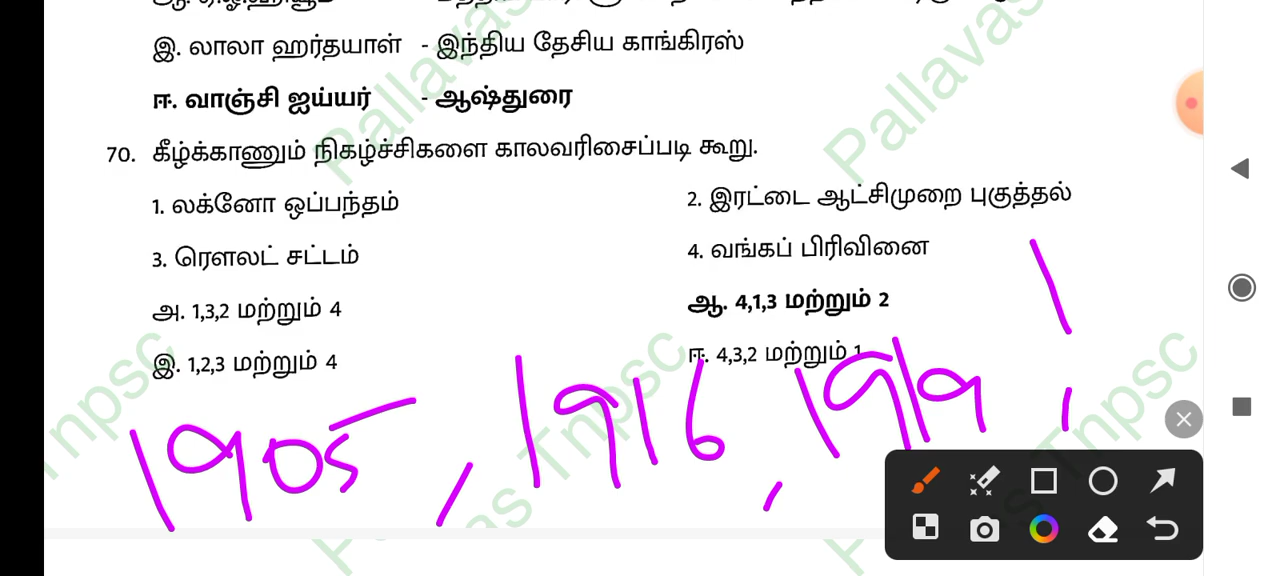 இ. லாலா ஹர்தயாள் - இந்திய தேசிய காங்கிரஸ்
ஈ. வாஞ்சி ஐய்யர் - ஆஷ்துரை
70. கீழ்க்காணும் நிகழ்ச்சிகளை காலவரிசைப்படி கூறு.
1. லக்னோ ஒப்பந்தம் 2. இரட்டை ஆட்சிமுறை புகுத்தல்
3. ரௌலட் சட்டம் 4. வங்கப் பிரிவினை
அ. 1,3,2 மற்றும் 4 ஆ. 4,1,3 மற்றும் 2
இ. 1,2,3 மற்றும் 4 ஈ. 4,3,2 மற்றும் 1
1905, 1916, 1919,
Pallavas Tnpsc